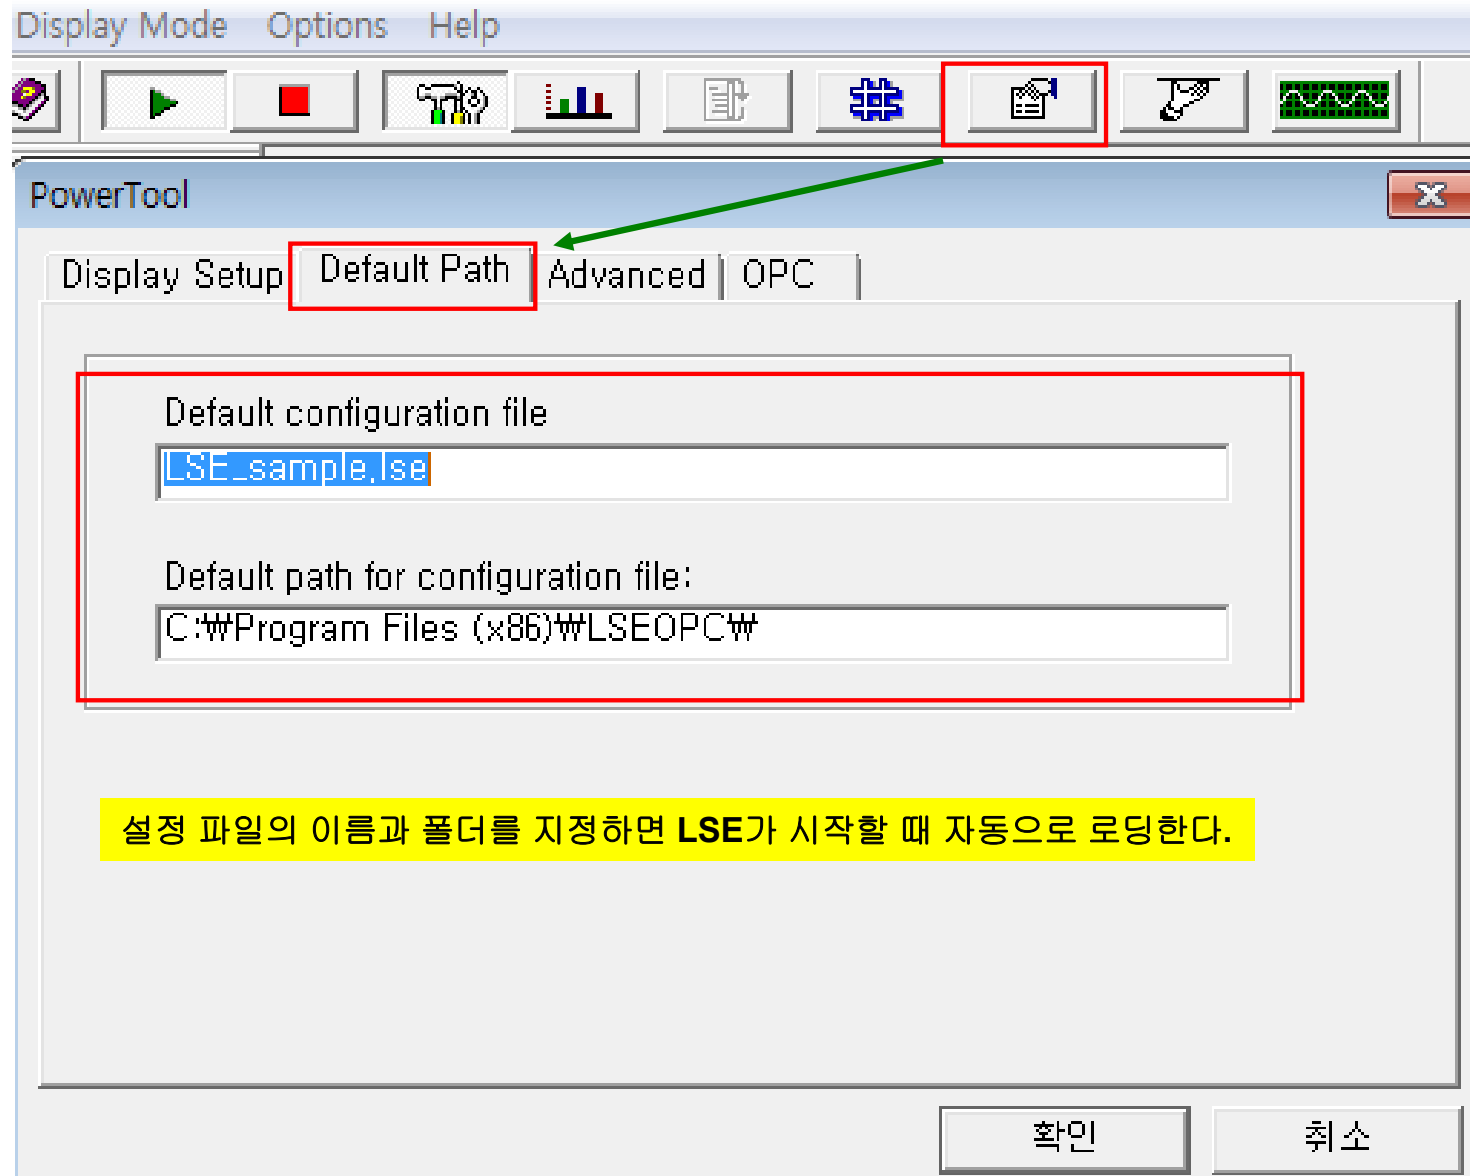 Display Mode Options Help
PowerTool
Display Setup Default Path Advanced OPC
Default configuration file
LSE_sample.lse
Default path for configuration file:
C:₩Program Files (x86)₩LSEOPC₩
설정 파일의 이름과 폴더를 지정하면 LSE가 시작할 때 자동으로 로딩한다.
확인 취소